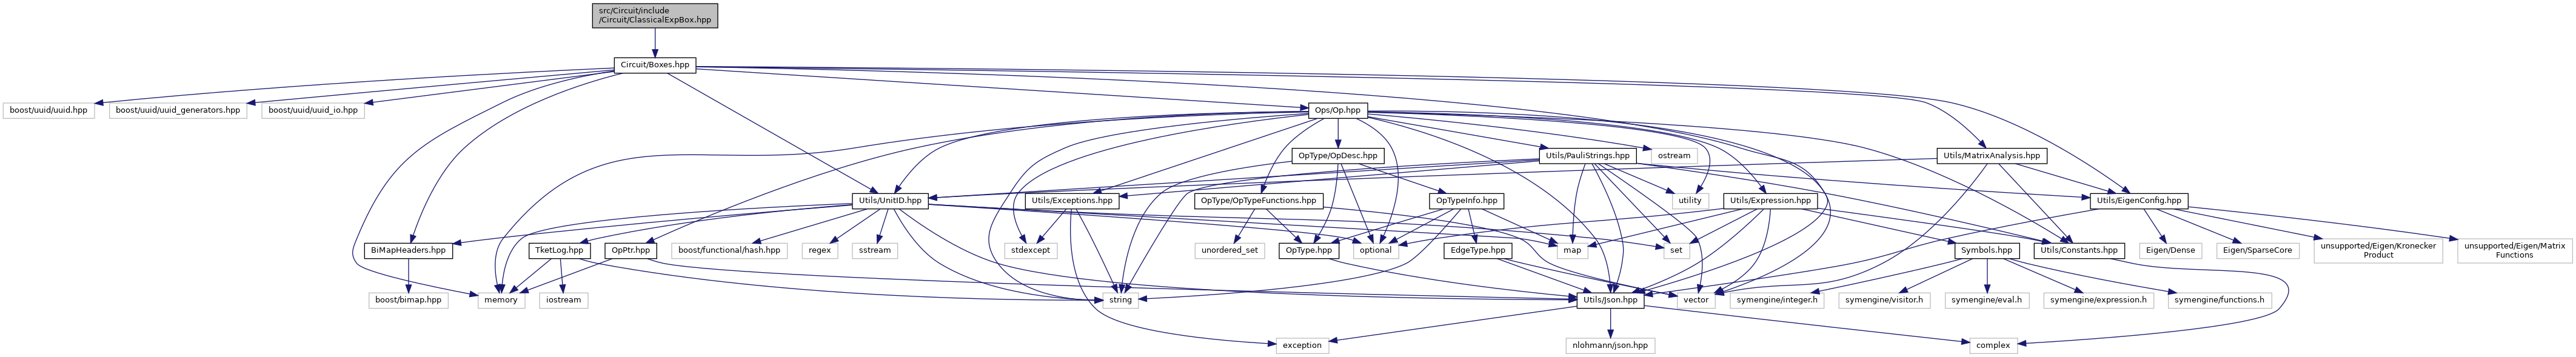 src/Circuit/include
/Circuit/ClassicalExpBox.hpp
Circuit/Boxes.hpp
boost/uuid/uuid.hpp
boost/uuid/uuid_generators.hpp
boost/uuid/uuid_io.hpp
Ops/Op.hpp
OpType/OpDesc.hpp
Utils/PauliStrings.hpp
ostream
Utils/MatrixAnalysis.hpp
Utils/UnitID.hpp
Utils/Exceptions.hpp
OpType/OpTypeFunctions.hpp
OpTypeInfo.hpp
utility
Utils/Expression.hpp
Utils/EigenConfig.hpp
BiMapHeaders.hpp
TketLog.hpp
OpPtr.hpp
boost/functional/hash.hpp
regex
sstream
stdexcept
unordered_set
OpType.hpp
optional
EdgeType.hpp
map
set
Symbols.hpp
Utils/Constants.hpp
Eigen/Dense
Eigen/SparseCore
unsupported/Eigen/Kronecker
Product
unsupported/Eigen/Matrix
Functions
boost/bimap.hpp
memory
iostream
string
Utils/Json.hpp
vector
symengine/integer.h
symengine/visitor.h
symengine/eval.h
symengine/expression.h
symengine/functions.h
exception
nlohmann/json.hpp
complex